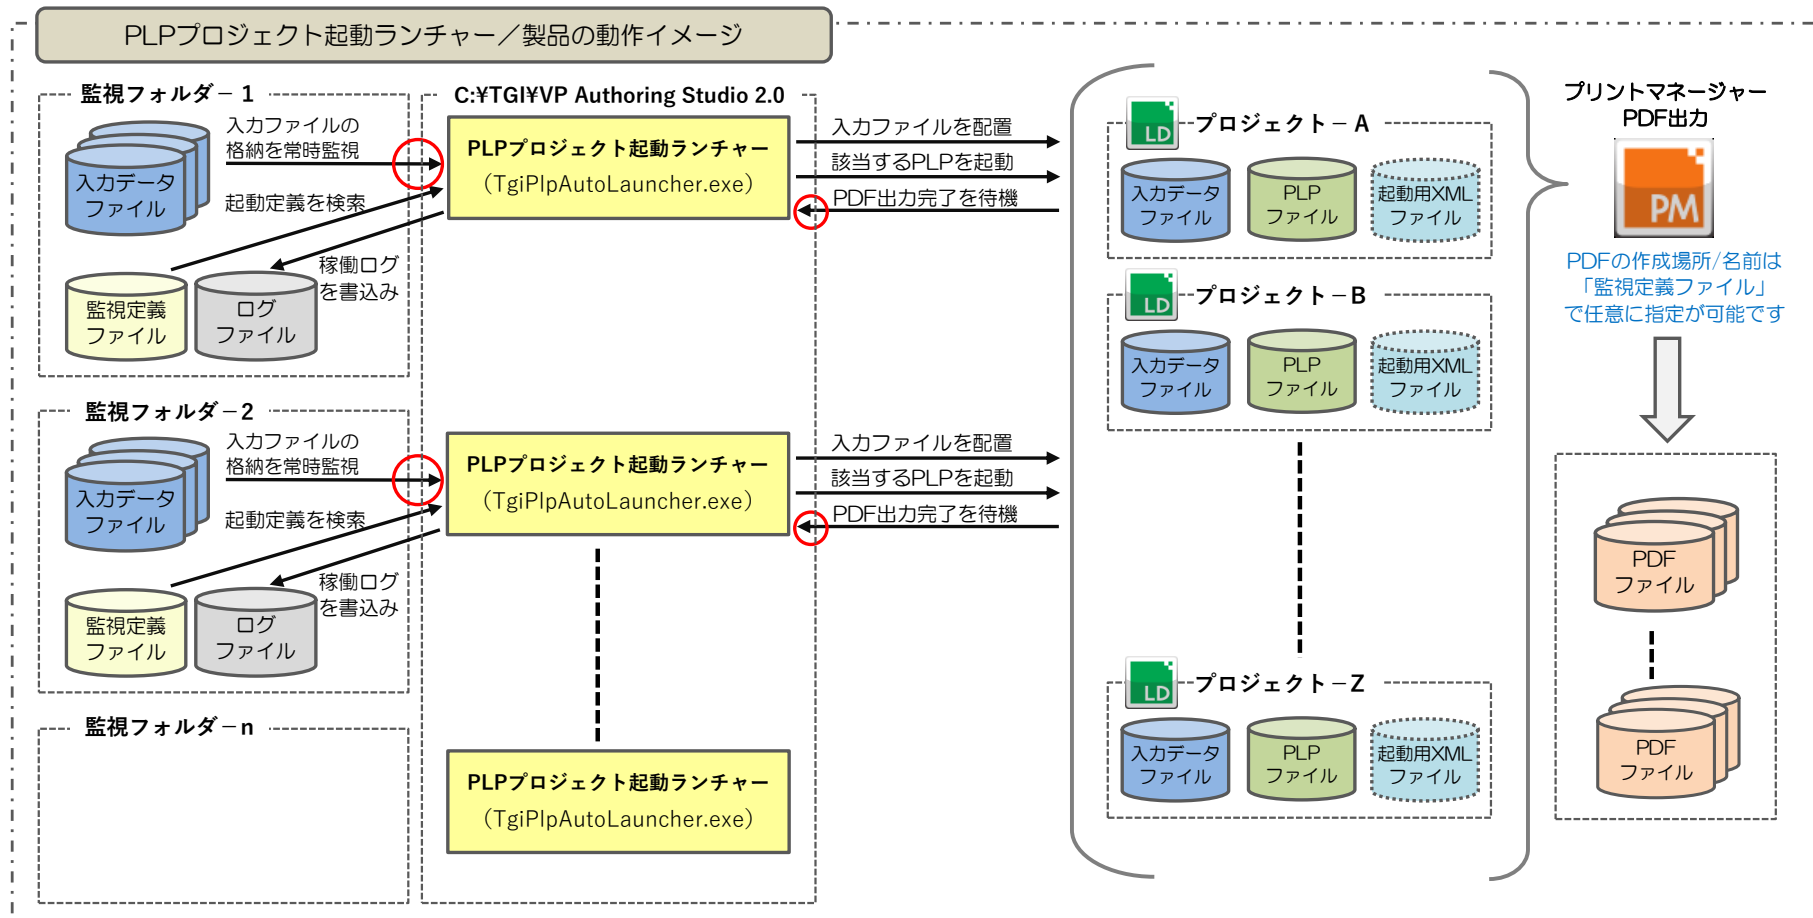 PLPプロジェクト起動ランチャー／製品の動作イメージ
監視フォルダ－1
入力ファイルの
格納を常時監視
入力データ
ファイル
起動定義を検索
稼働ログ
を書込み
監視定義
ファイル
ログ
ファイル
監視フォルダ－2
入力ファイルの
格納を常時監視
入力データ
ファイル
起動定義を検索
稼働ログ
を書込み
監視定義
ファイル
ログ
ファイル
監視フォルダ－n
C:¥TGI¥VP Authoring Studio 2.0
PLPプロジェクト起動ランチャー
（TgiPlpAutoLauncher.exe）
PLPプロジェクト起動ランチャー
（TgiPlpAutoLauncher.exe）
PLPプロジェクト起動ランチャー
（TgiPlpAutoLauncher.exe）
入力ファイルを配置
該当するPLPを起動
PDF出力完了を待機
入力ファイルを配置
該当するPLPを起動
PDF出力完了を待機
LD
プロジェクト－A
入力データ
ファイル
PLP
ファイル
起動用XML
ファイル
LD
プロジェクト－B
入力データ
ファイル
PLP
ファイル
起動用XML
ファイル
LD
プロジェクト－Z
入力データ
ファイル
PLP
ファイル
起動用XML
ファイル
プリントマネージャー
PDF出力
PM
PDFの作成場所/名前は
「監視定義ファイル」
で任意に指定が可能です
PDF
ファイル
PDF
ファイル